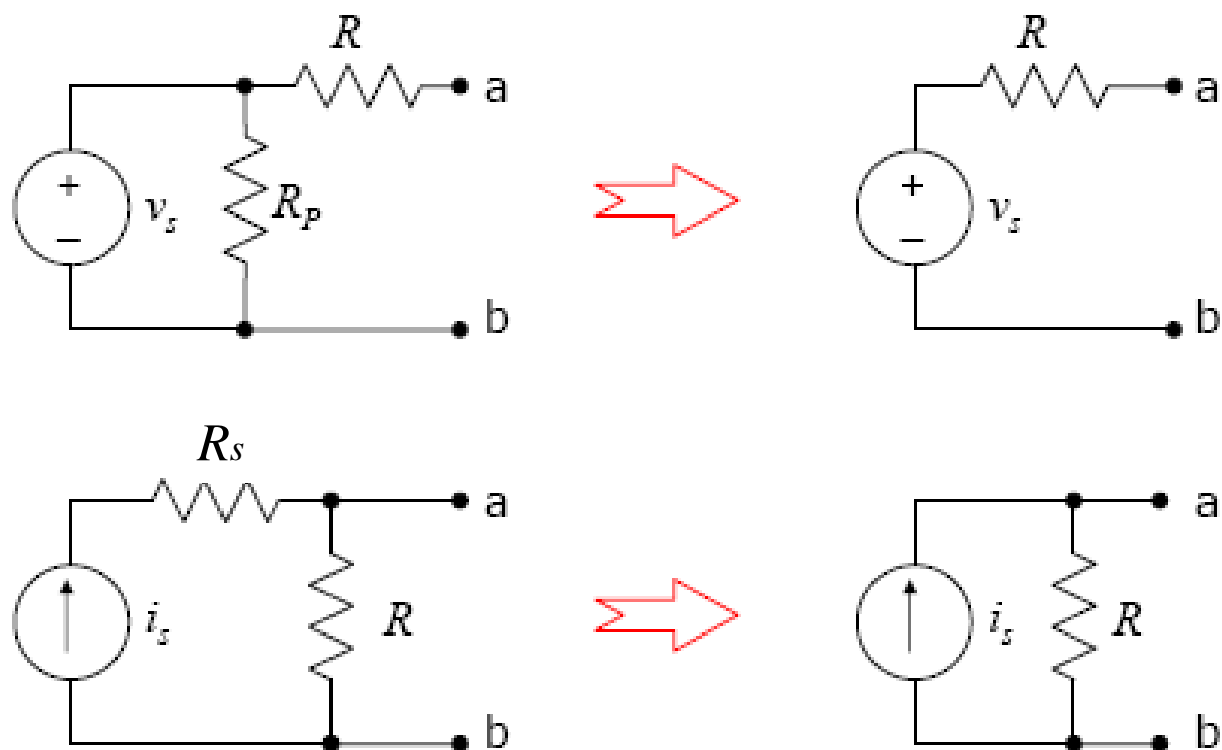 R R
a a
+ v_s R_P + v_s
− −
b b
R_s
a a
i_s R i_s R
b b